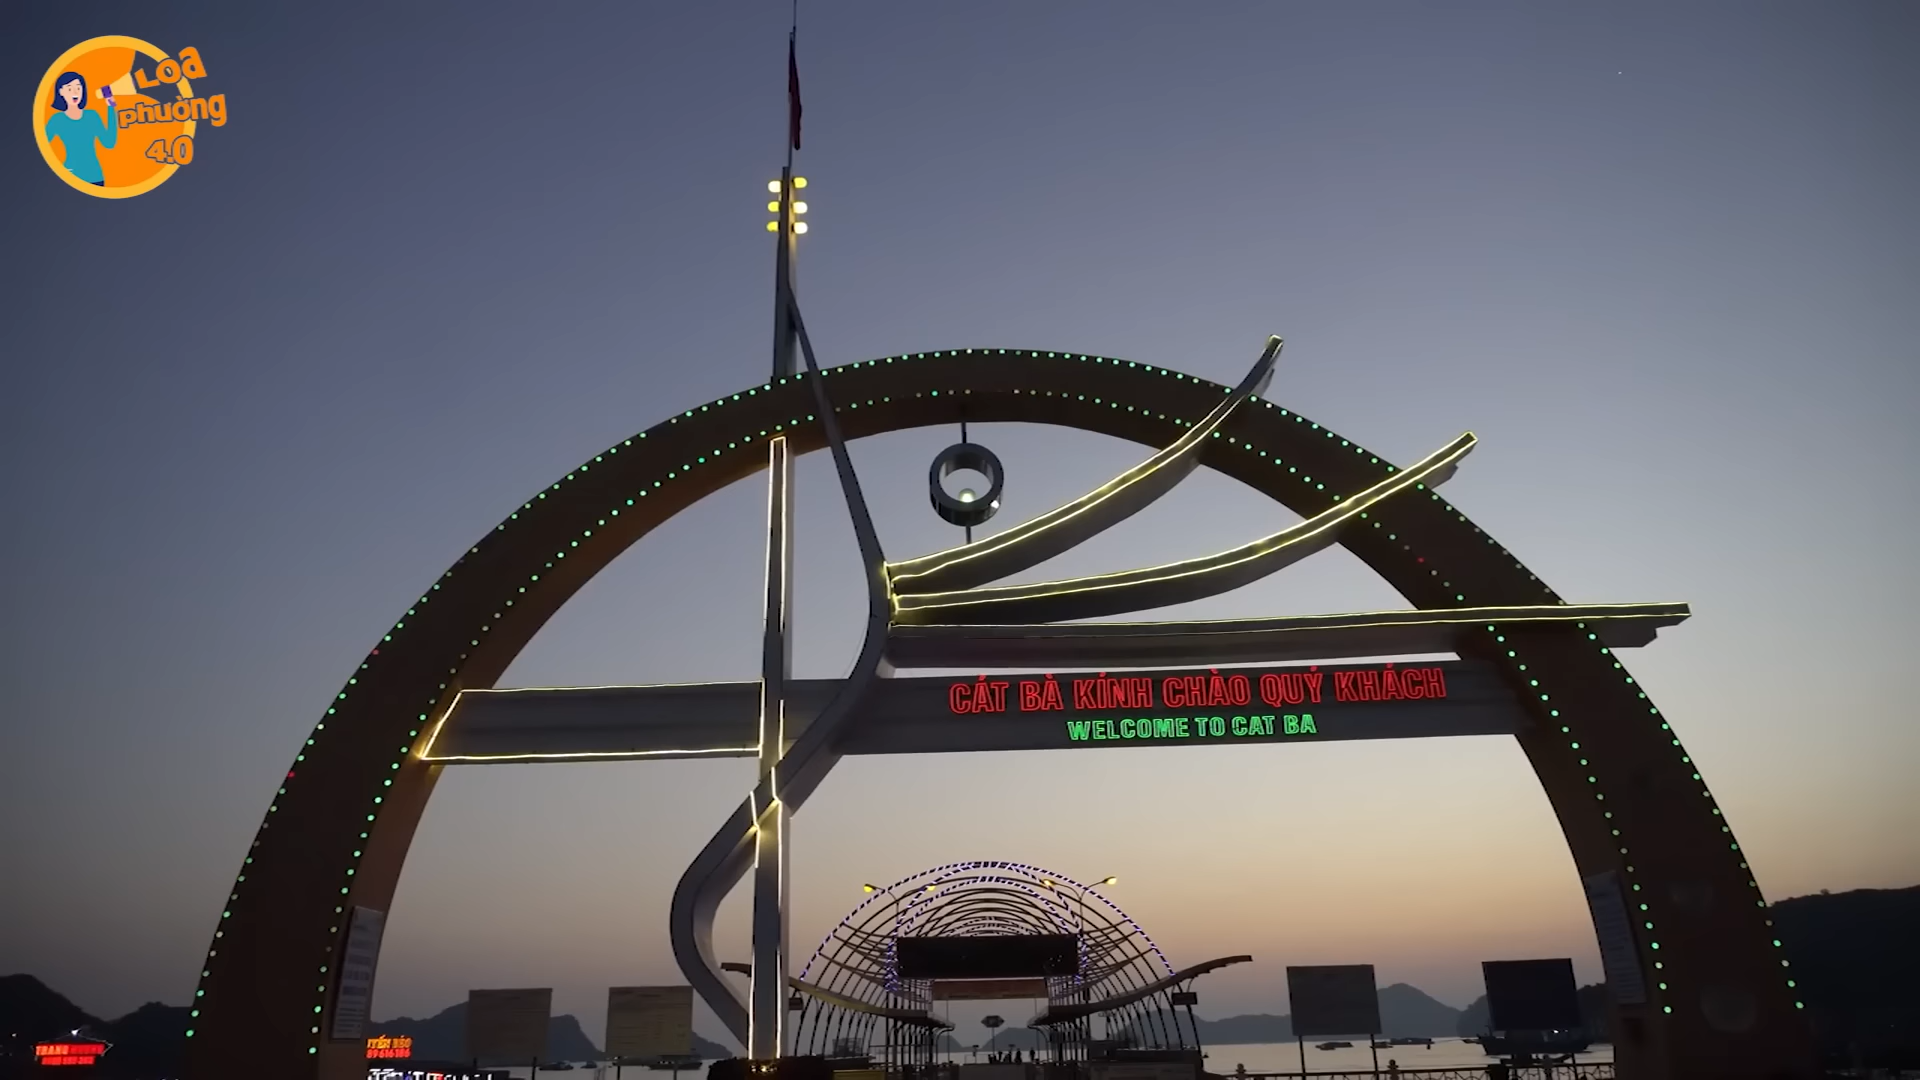 Loa
phường
4.0
CÁT BÀ KÍNH CHÀO QUÝ KHÁCH
WELCOME TO CAT BA